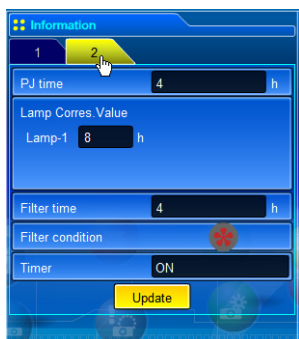 Information
1 2
PJ time 4 h
Lamp Corres.Value
Lamp-1 8 h
Filter time 4 h
Filter condition
Timer ON
Update